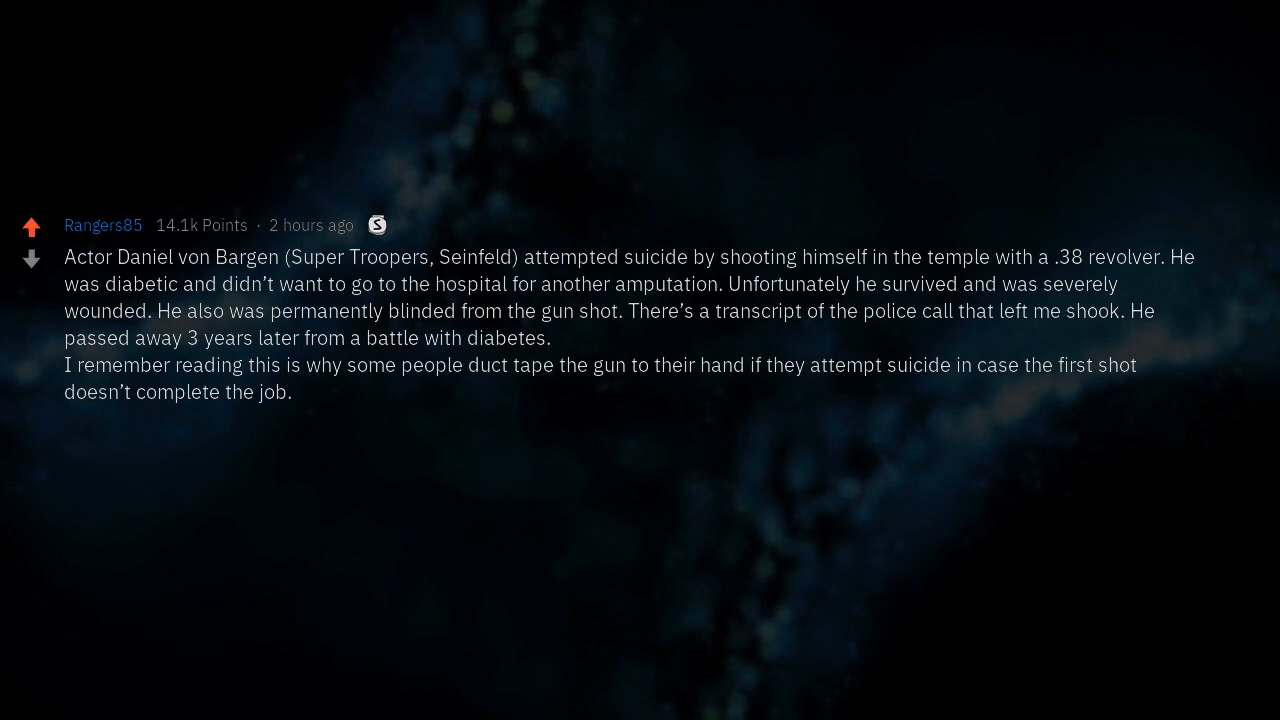 Rangers85 14.1k Points · 2 hours ago S
Actor Daniel von Bargen (Super Troopers, Seinfeld) attempted suicide by shooting himself in the temple with a .38 revolver. He
was diabetic and didn’t want to go to the hospital for another amputation. Unfortunately he survived and was severely
wounded. He also was permanently blinded from the gun shot. There’s a transcript of the police call that left me shook. He
passed away 3 years later from a battle with diabetes.
I remember reading this is why some people duct tape the gun to their hand if they attempt suicide in case the first shot
doesn’t complete the job.